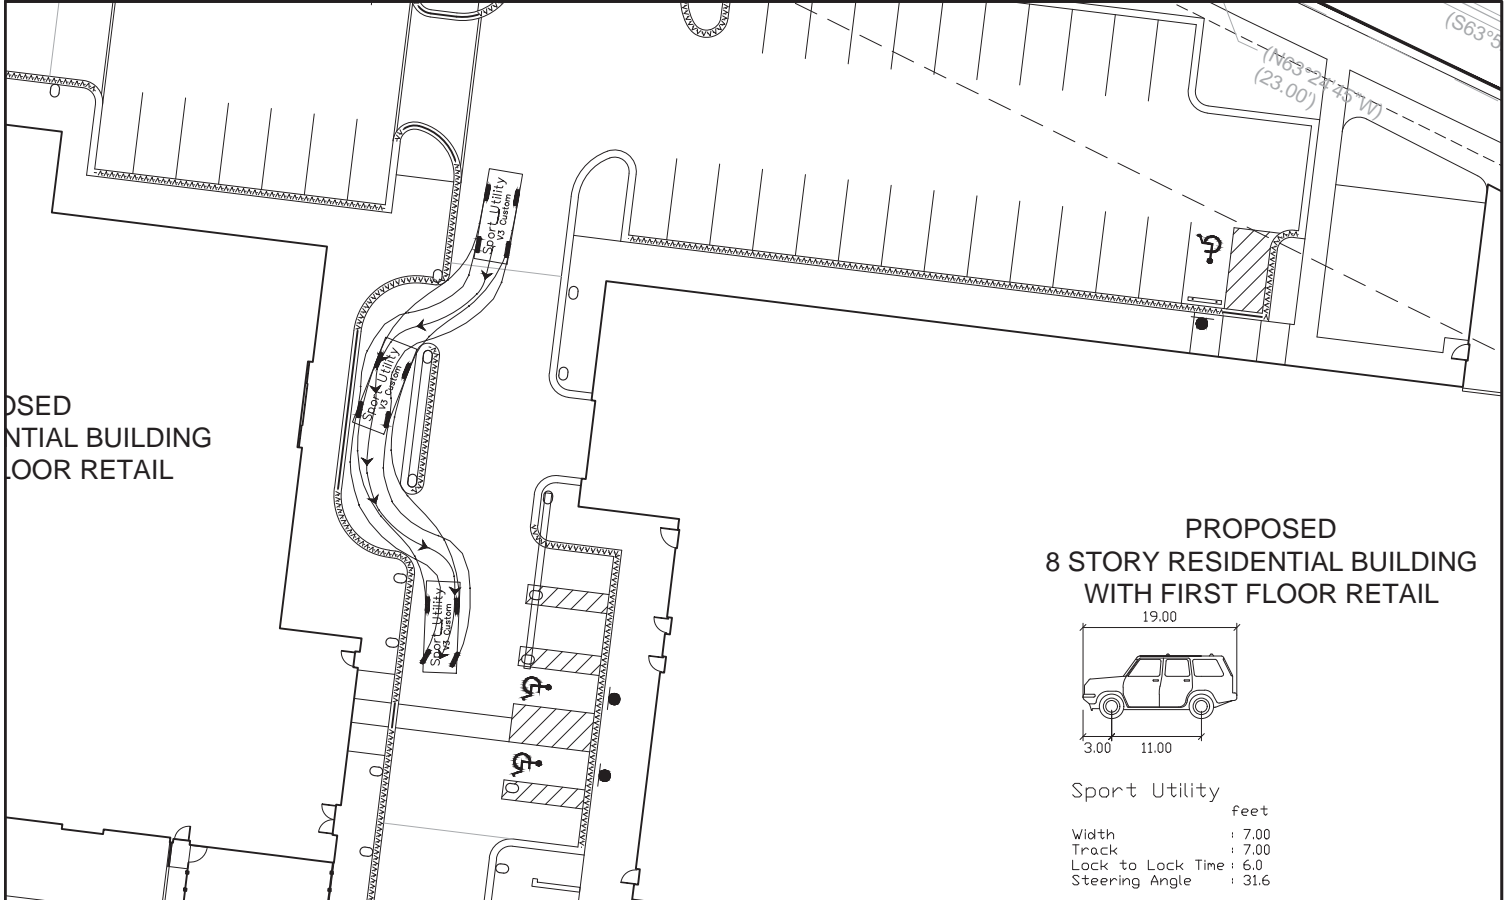 (S63°5
(N63°24'45"W)
(23.00')
Sport Utility
V3 Custom
Sport Utility
V3 Custom
OSED
NTIAL BUILDING
LOOR RETAIL
PROPOSED
8 STORY RESIDENTIAL BUILDING
WITH FIRST FLOOR RETAIL
Sport Utility
V3 Custom
19.00
3.00 11.00
Sport Utility
feet
Width : 7.00
Track : 7.00
Lock to Lock Time : 6.0
Steering Angle : 31.6